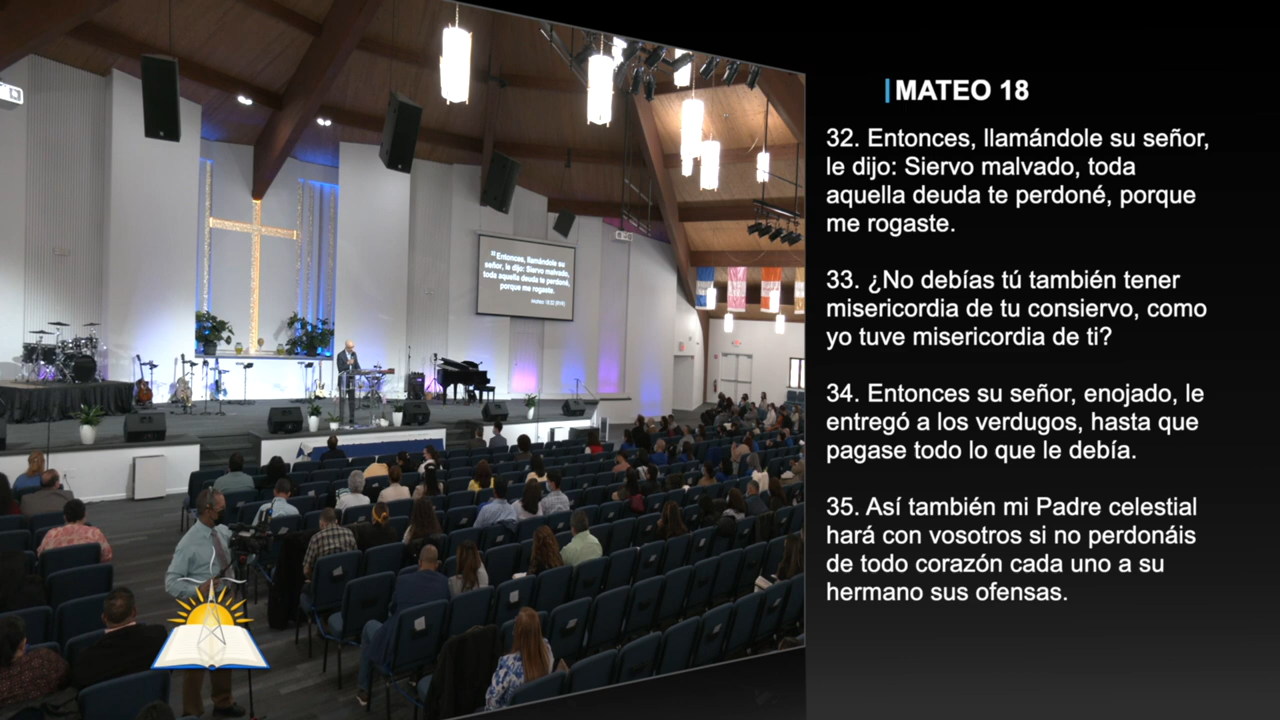 "Entonces, llamándole su
señor, le dijo: Siervo malvado,
toda aquella deuda te perdoné,
porque me rogaste.
Mateo 18:32
MATEO 18
32. Entonces, llamándole su señor,
le dijo: Siervo malvado, toda
aquella deuda te perdoné, porque
me rogaste.
33. ¿No debías tú también tener
misericordia de tu consiervo, como
yo tuve misericordia de ti?
34. Entonces su señor, enojado, le
entregó a los verdugos, hasta que
pagase todo lo que le debía.
35. Así también mi Padre celestial
hará con vosotros si no perdonáis
de todo corazón cada uno a su
hermano sus ofensas.